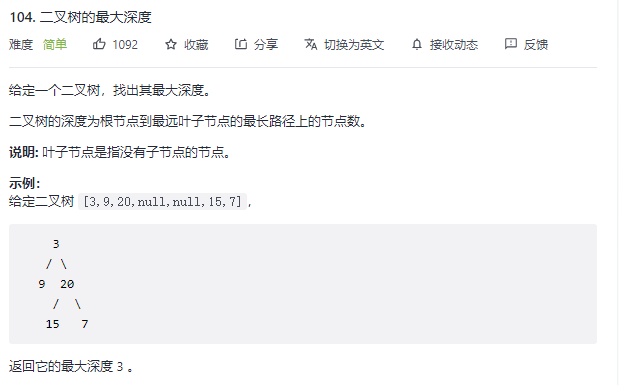 104. 二叉树的最大深度
难度 简单 1092 收藏 分享 切换为英文 接收动态 反馈
给定一个二叉树，找出其最大深度。
二叉树的深度为根节点到最远叶子节点的最长路径上的节点数。
说明: 叶子节点是指没有子节点的节点。
示例：
给定二叉树 [3,9,20,null,null,15,7]，
3
/ \
9 20
/ \
15 7
返回它的最大深度 3 。